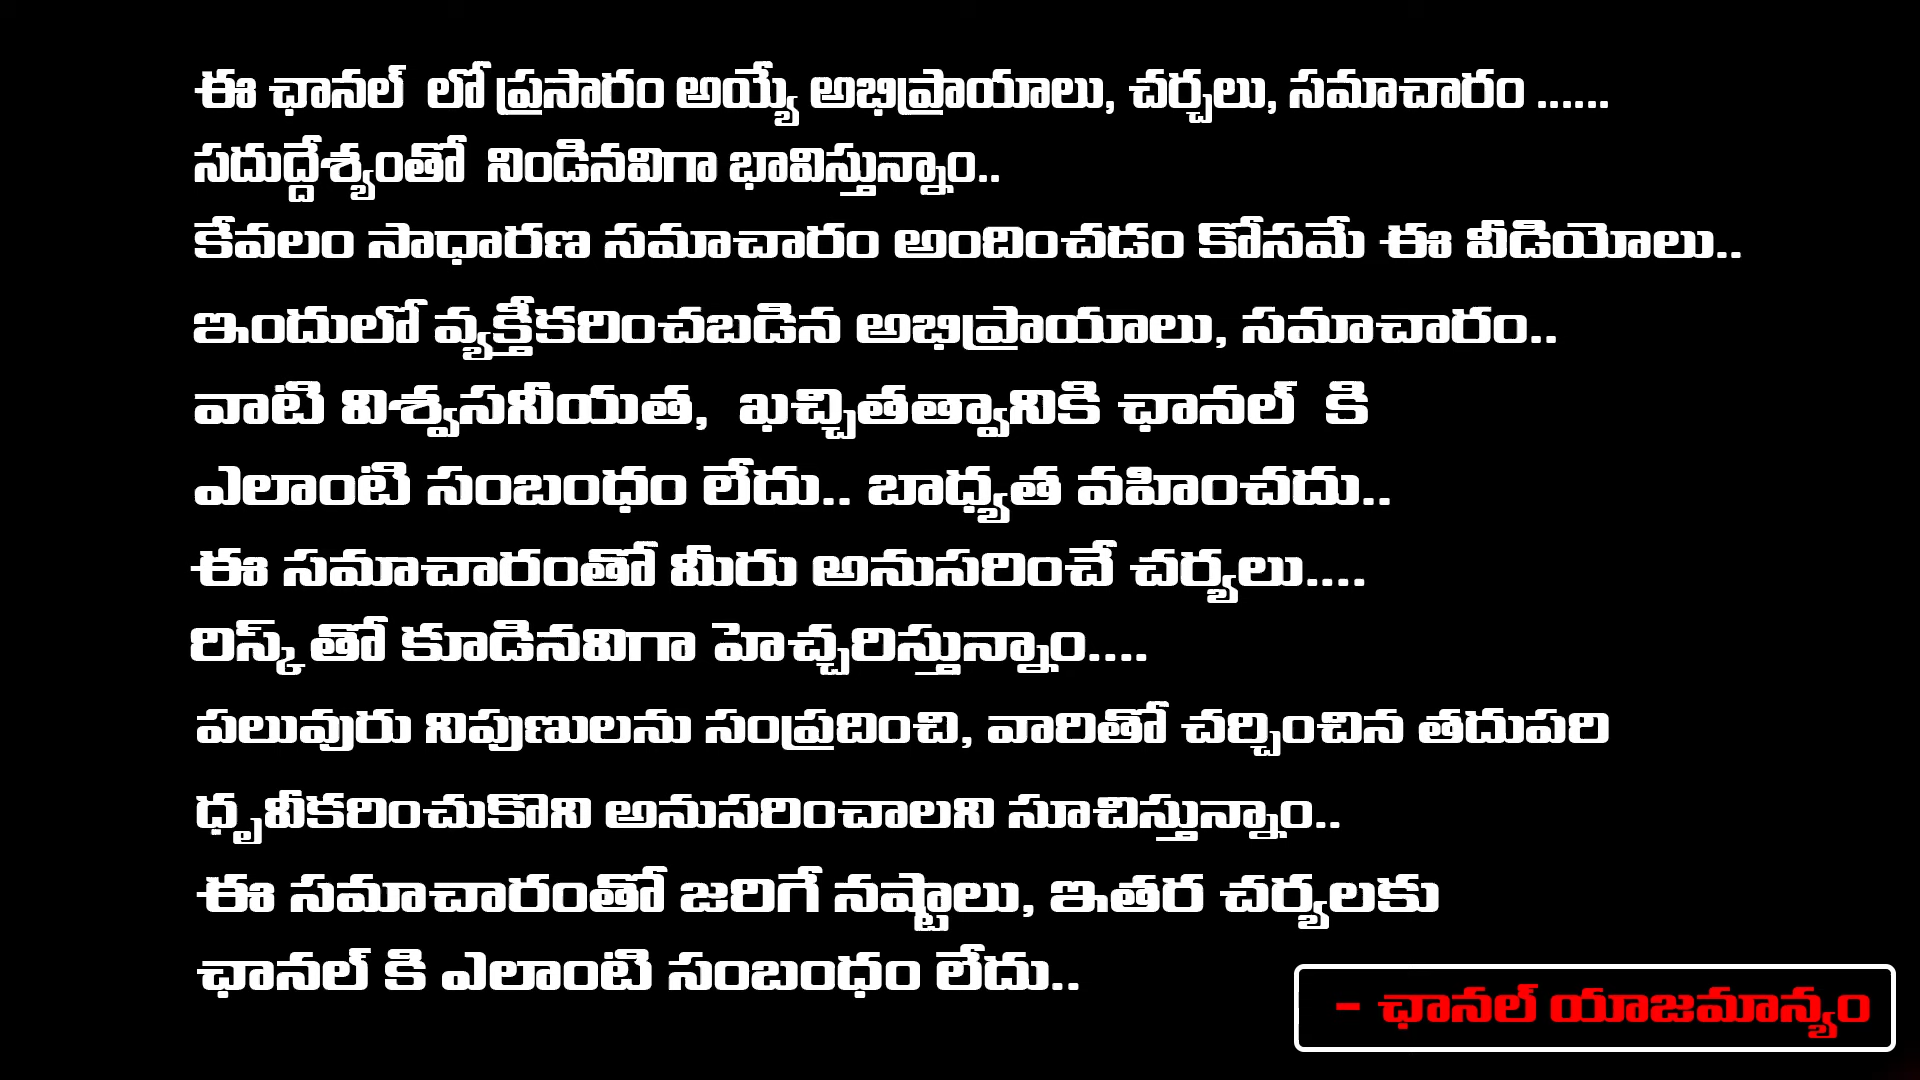 ఈ ఛానల్ లో ప్రసారం అయ్యే అభిప్రాయాలు, చర్చలు, సమాచారం ......
సదుద్దేశ్యంతో నిండినవిగా భావిస్తున్నాం..
కేవలం సాధారణ సమాచారం అందించడం కోసమే ఈ వీడియోలు..
ఇందులో వ్యక్తీకరించబడిన అభిప్రాయాలు, సమాచారం..
వాటి విశ్వసనీయత, ఖచ్చితత్వానికి ఛానల్ కి
ఎలాంటి సంబంధం లేదు.. బాధ్యత వహించదు..
ఈ సమాచారంతో మీరు అనుసరించే చర్యలు....
రిస్క్ తో కూడినవిగా హెచ్చరిస్తున్నాం....
పలువురు నిపుణులను సంప్రదించి, వారితో చర్చించిన తదుపరి
ధృవీకరించుకొని అనుసరించాలని సూచిస్తున్నాం..
ఈ సమాచారంతో జరిగే నష్టాలు, ఇతర చర్యలకు
ఛానల్ కి ఎలాంటి సంబంధం లేదు..
- ఛానల్ యాజమాన్యం